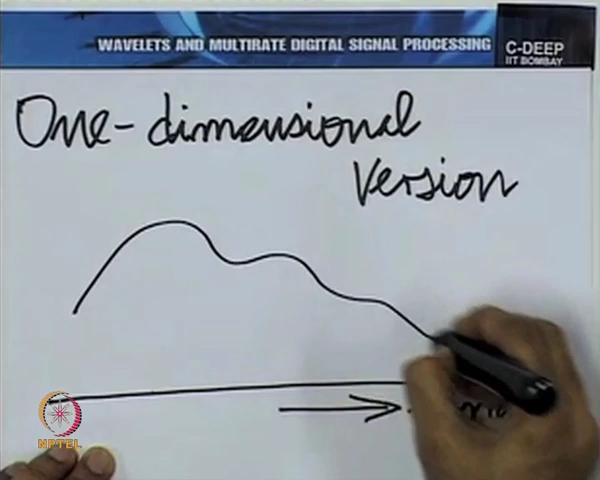 WAVELETS AND MULTIRATE DIGITAL SIGNAL PROCESSING
C-DEEP
IIT BOMBAY
One-dimensional
Version
NPTEL